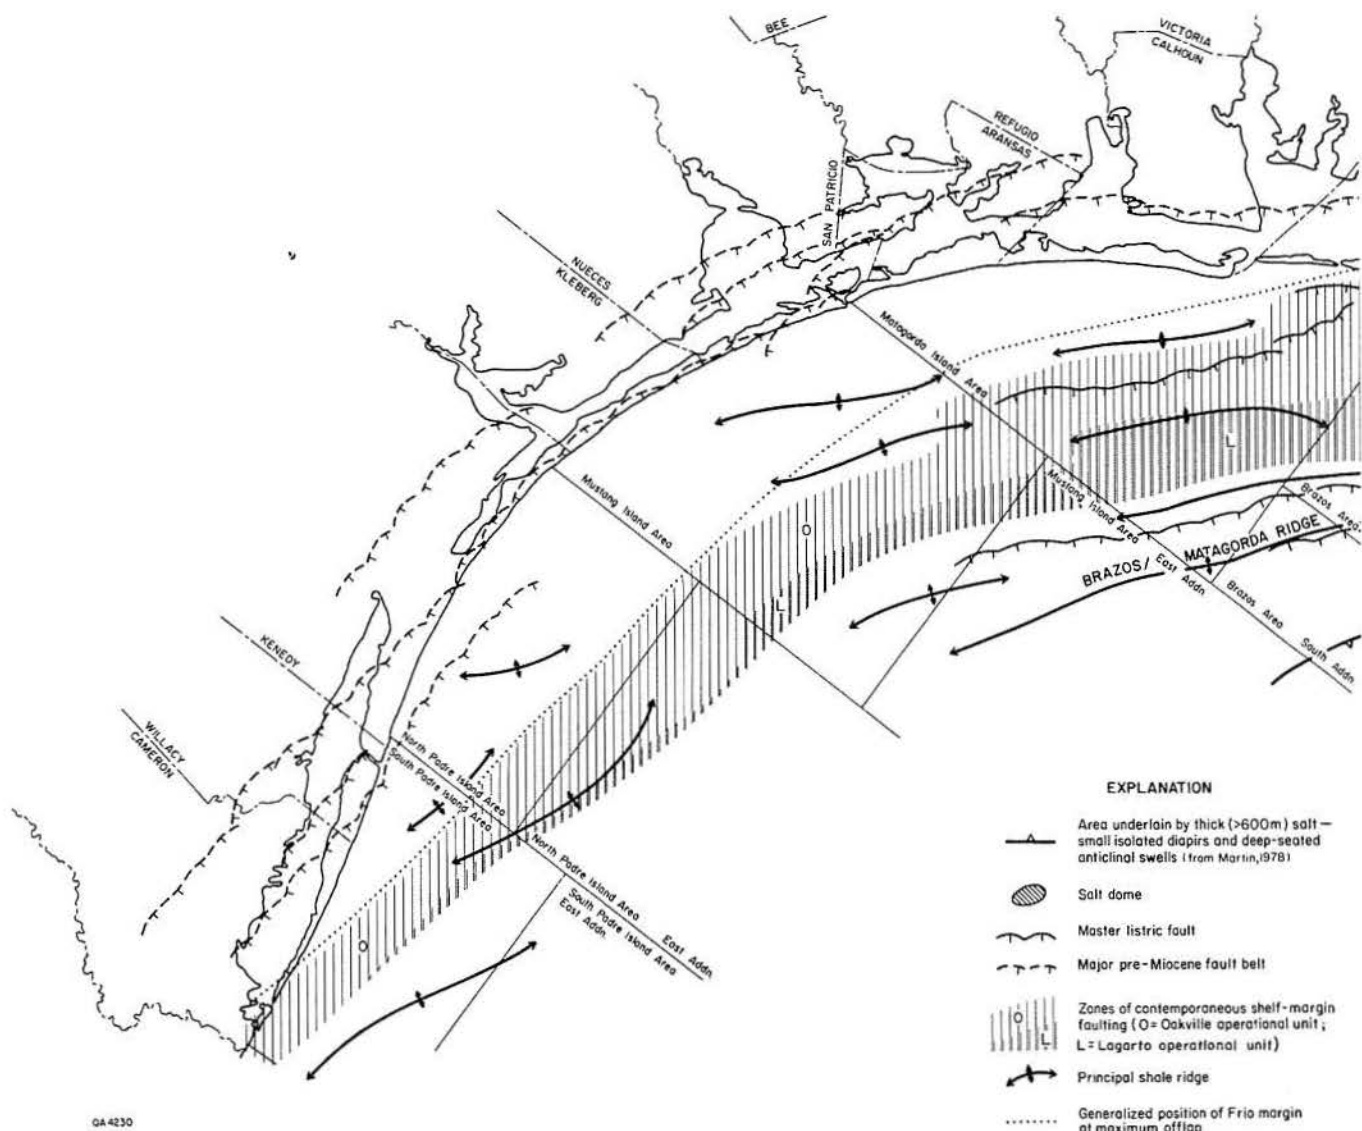 BEE
VICTORIA
CALHOUN
REFUGIO
ARANSAS
SAN PATRICIO
NUECES
KLEBERG
Matagorda Island Area
Mustang Island Area
L
Brazos Area
Mustang Island Area
O
MATAGORDA RIDGE
BRAZOS/
East Addn.
L
Brazos Area
South Addn.
KENEDY
WILLACY
CAMERON
North Padre Island Area
South Padre Island Area
North Padre Island Area
East Addn.
South Padre Island Area
East Addn.
O
EXPLANATION
Area underlain by thick (>600m) salt—
small isolated diapirs and deep-seated
anticlinal swells (from Martin, 1978)
Salt dome
Master listric fault
Major pre-Miocene fault belt
O
L
Zones of contemporaneous shelf-margin
faulting (O= Oakville operational unit;
L= Lagarto operational unit)
Principal shale ridge
Generalized position of Frio margin
at maximum offlap
QA4230